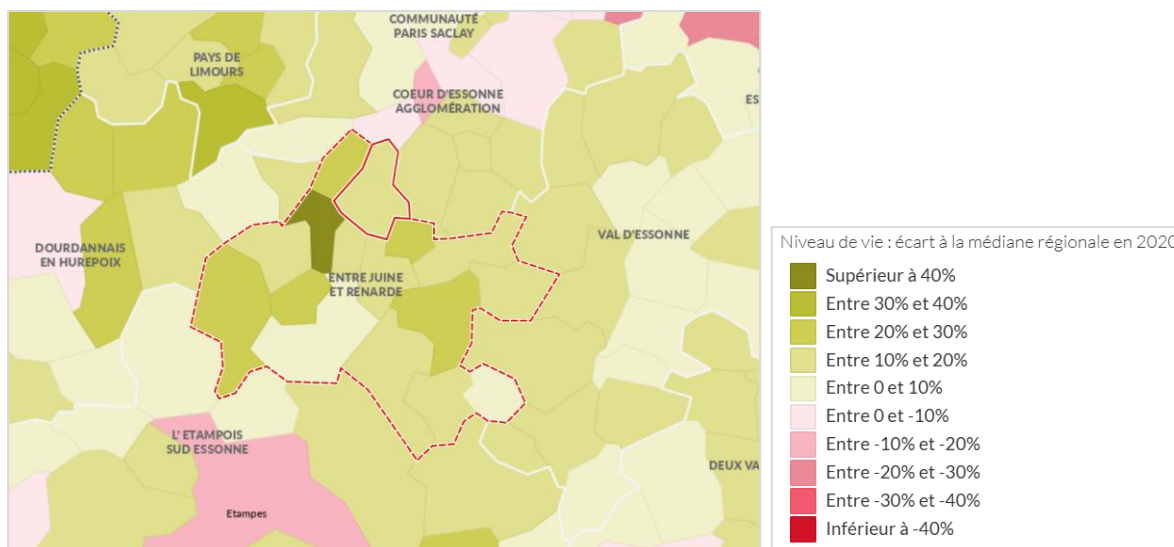 COMMUNAUTÉ
PARIS SACLAY
PAYS DE
LIMOURS
COEUR D'ESSONNE
AGGLOMÉRATION
ES
DOURDANNAIS
EN HUREPOIX
VAL D'ESSONNE
ENTRE JUINE
ET RENARDE
L' ETAMPOIS
SUD ESSONNE
DEUX VA
Etampes
Niveau de vie : écart à la médiane régionale en 2020
Supérieur à 40%
Entre 30% et 40%
Entre 20% et 30%
Entre 10% et 20%
Entre 0 et 10%
Entre 0 et -10%
Entre -10% et -20%
Entre -20% et -30%
Entre -30% et -40%
Inférieur à -40%